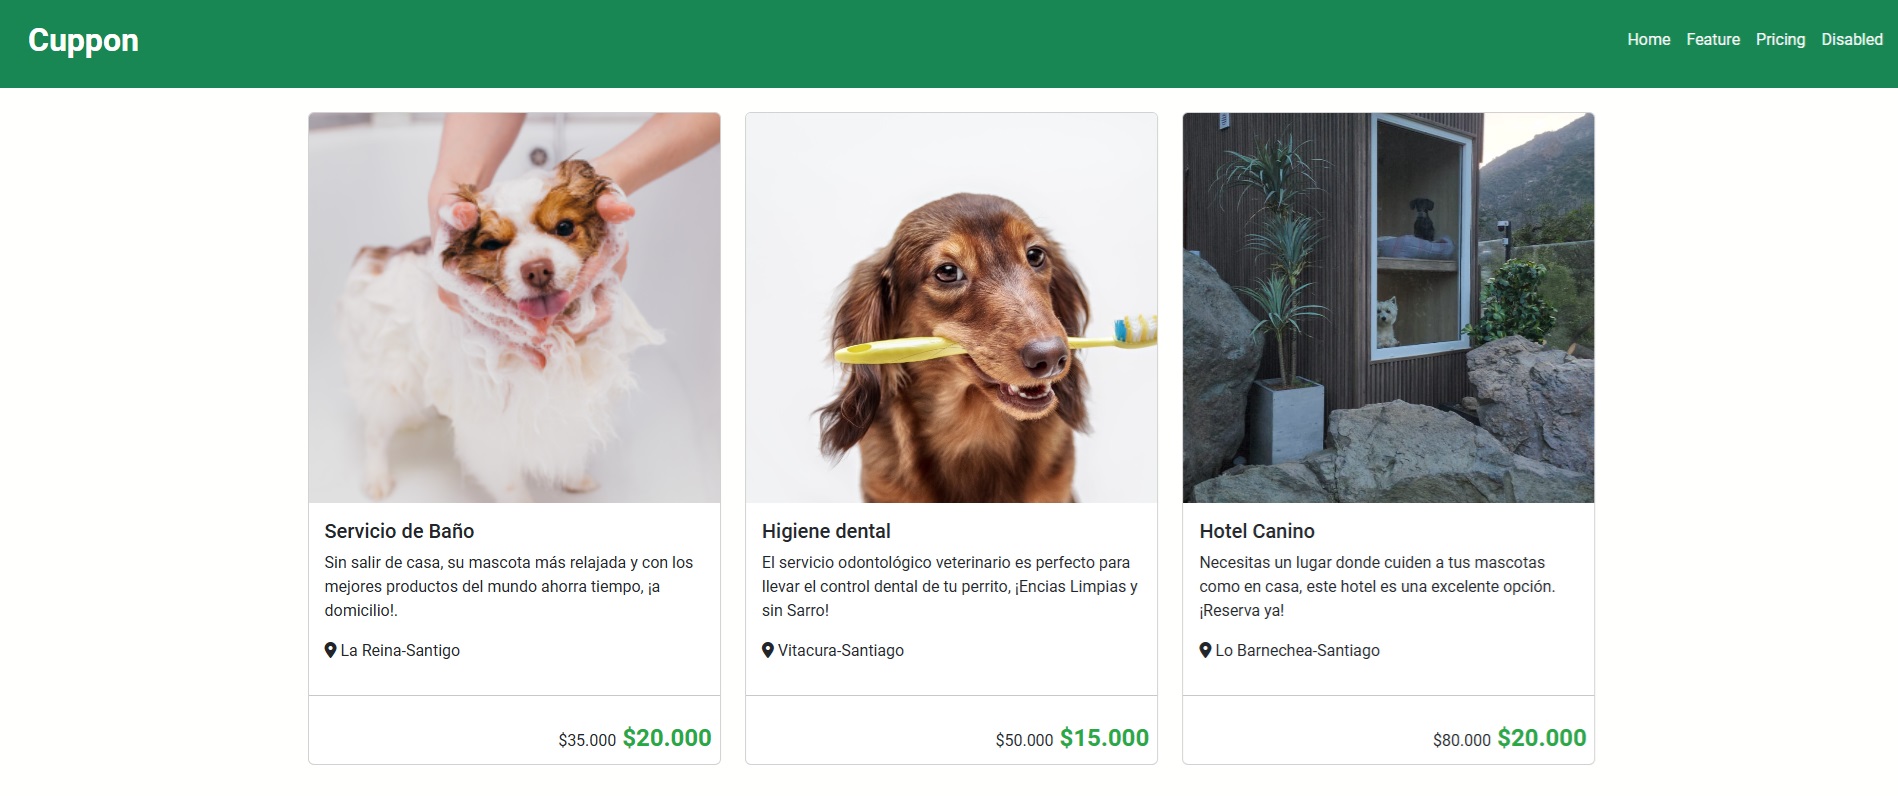 Cuppon
Home Feature Pricing Disabled
Servicio de Baño
Sin salir de casa, su mascota más relajada y con los
mejores productos del mundo ahorra tiempo, ¡a
domicilio!.
La Reina-Santigo
$35.000 $20.000
Higiene dental
El servicio odontológico veterinario es perfecto para
llevar el control dental de tu perrito, ¡Encias Limpias y
sin Sarro!
Vitacura-Santiago
$50.000 $15.000
Hotel Canino
Necesitas un lugar donde cuiden a tus mascotas
como en casa, este hotel es una excelente opción.
¡Reserva ya!
Lo Barnechea-Santiago
$80.000 $20.000